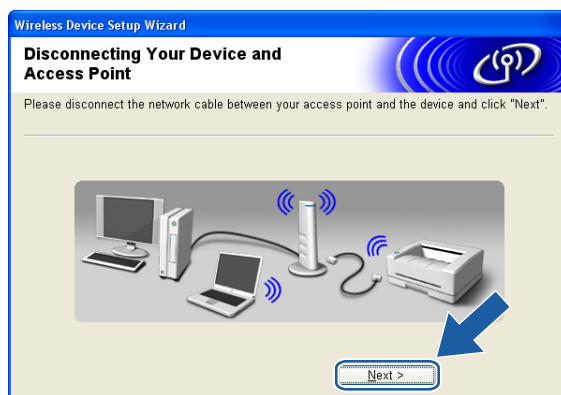 Wireless Device Setup Wizard
Disconnecting Your Device and
Access Point
Please disconnect the network cable between your access point and the device and click "Next".
Next >